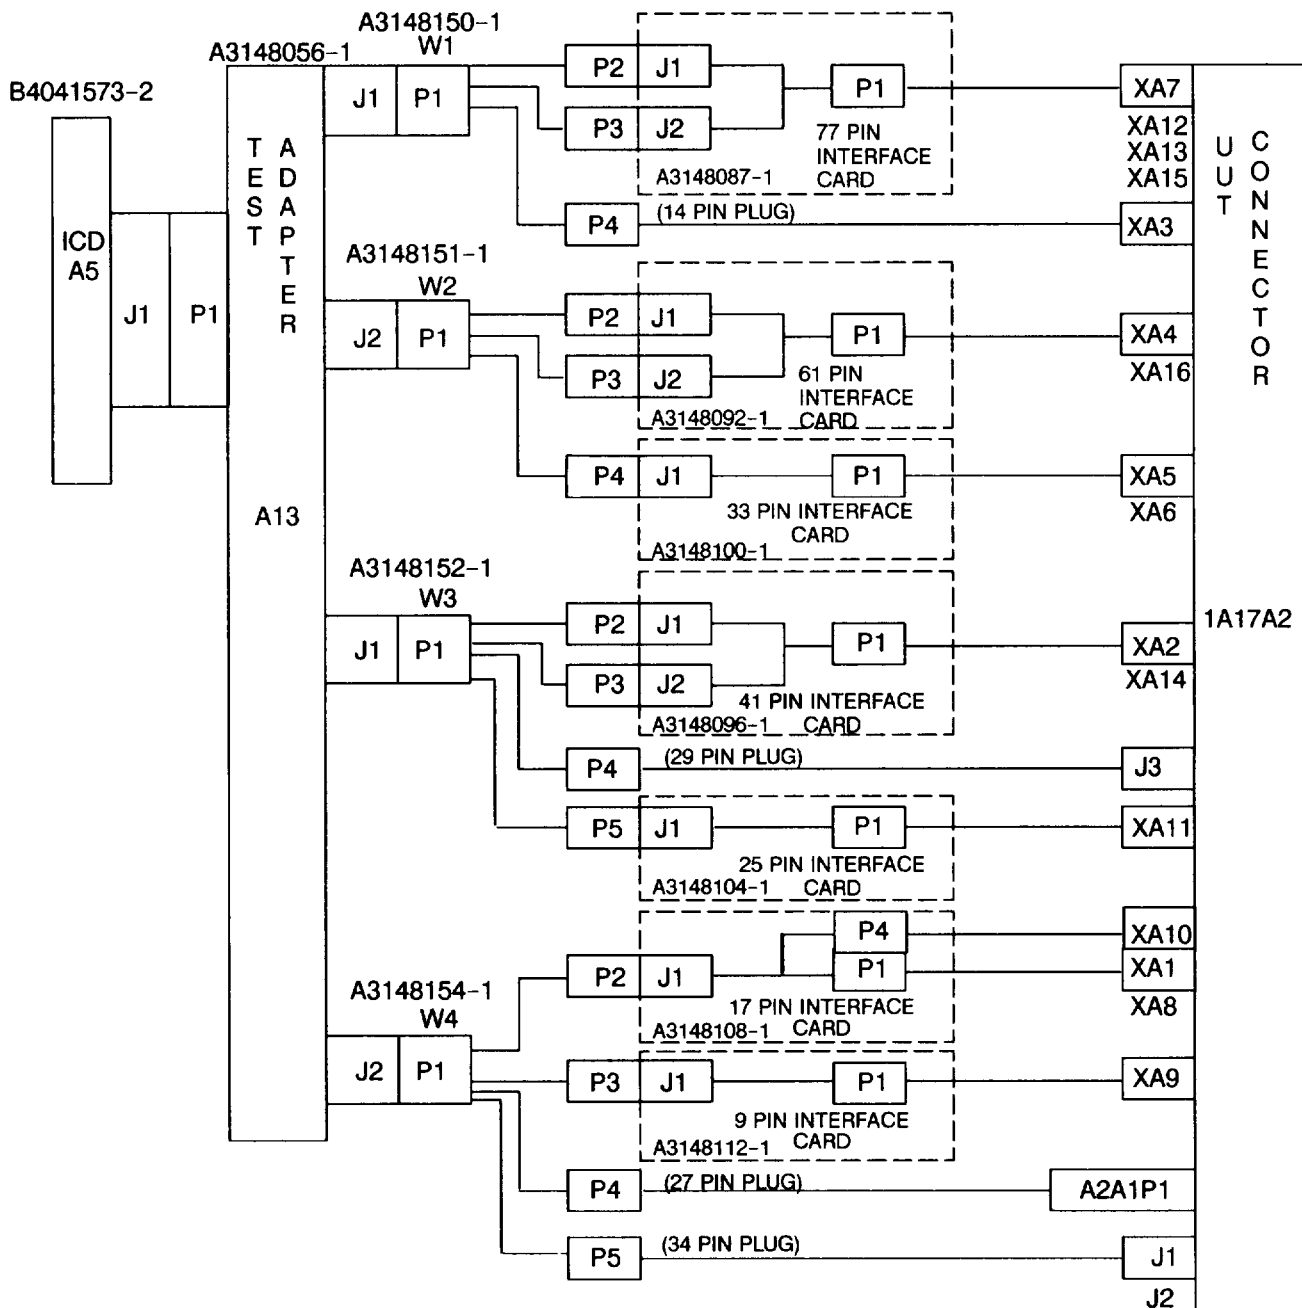 A3148150-1
W1
A3148056-1
B4041573-2
TEST ADAPTER
ICD
A5
J1
P1
A13
J1
P1
P2
J1
P3
J2
P1
77 PIN
INTERFACE
CARD
A3148087-1
P4
(14 PIN PLUG)
XA7
XA12
XA13
XA15
XA3
UUT CONNECTOR
A3148151-1
W2
J2
P1
P2
J1
P3
J2
P1
61 PIN
INTERFACE
CARD
A3148092-1
XA4
XA16
P4
J1
P1
33 PIN INTERFACE
CARD
A3148100-1
XA5
XA6
A3148152-1
W3
J1
P1
P2
J1
P3
J2
P1
41 PIN INTERFACE
CARD
A3148096-1
XA2
XA14
1A17A2
P4
(29 PIN PLUG)
J3
P5
J1
P1
25 PIN INTERFACE
CARD
A3148104-1
XA11
A3148154-1
W4
J2
P1
P2
J1
P4
P1
17 PIN INTERFACE
CARD
A3148108-1
XA10
XA1
XA8
P3
J1
P1
9 PIN INTERFACE
CARD
A3148112-1
XA9
P4
(27 PIN PLUG)
A2A1P1
P5
(34 PIN PLUG)
J1
J2